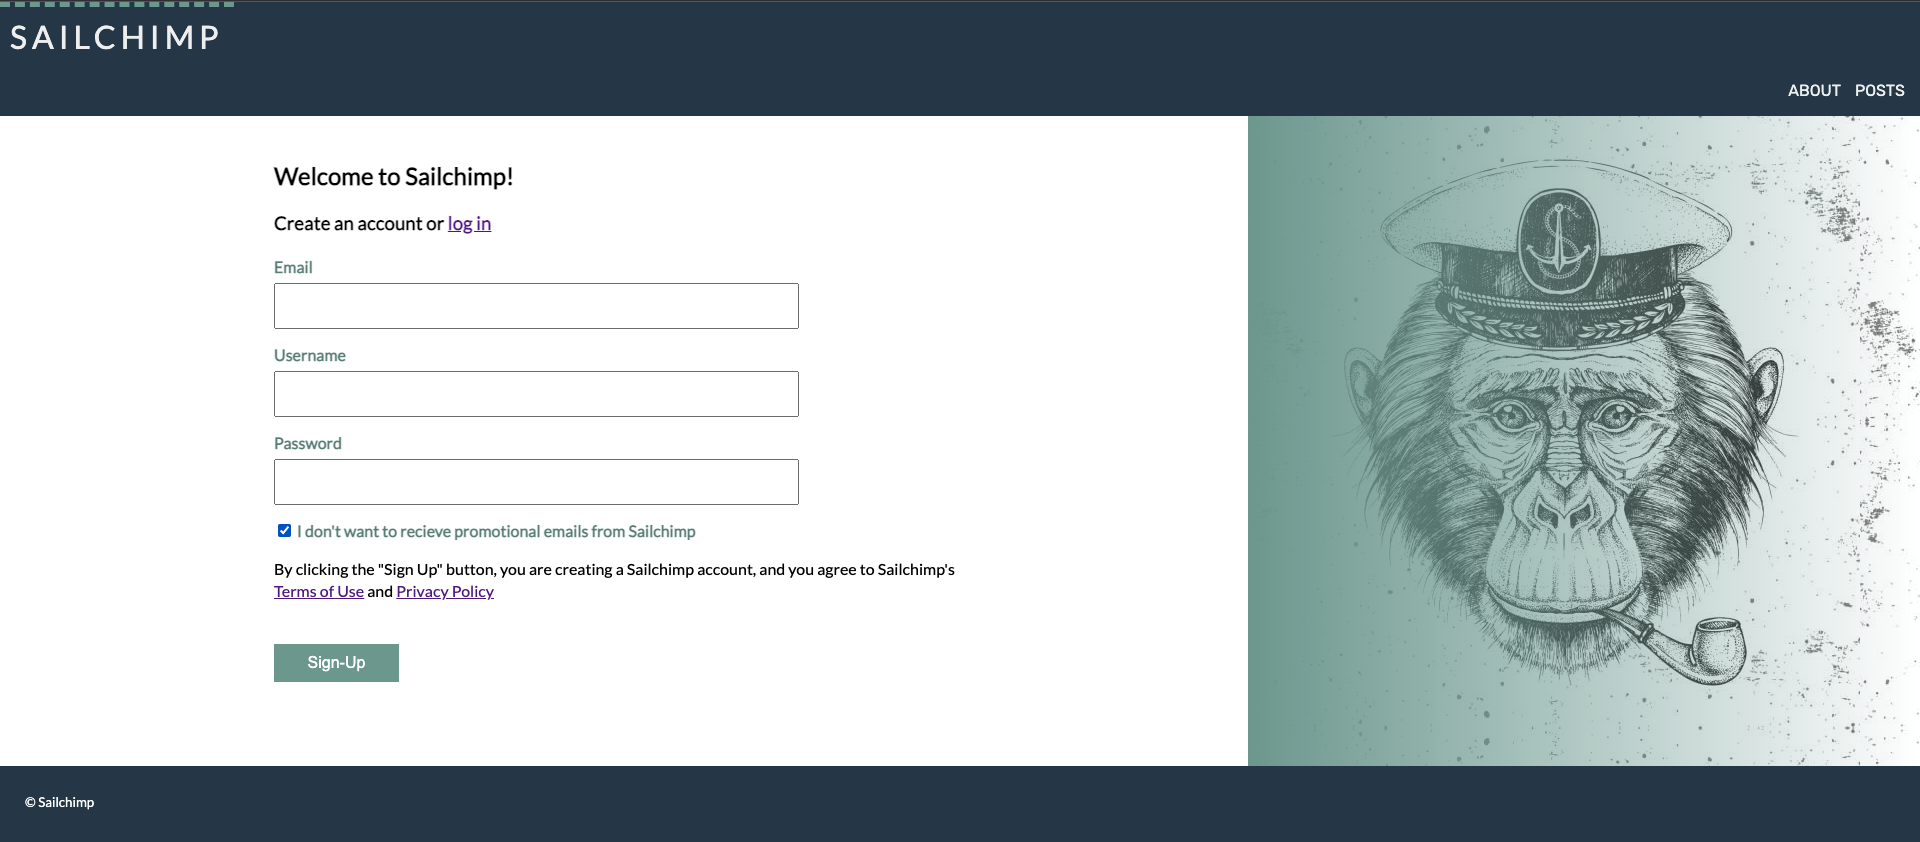 SAILCHIMP
ABOUT POSTS
Welcome to Sailchimp!
Create an account or log in
Email
Username
Password
I don't want to recieve promotional emails from Sailchimp
By clicking the "Sign Up" button, you are creating a Sailchimp account, and you agree to Sailchimp's
Terms of Use and Privacy Policy
Sign-Up
© Sailchimp